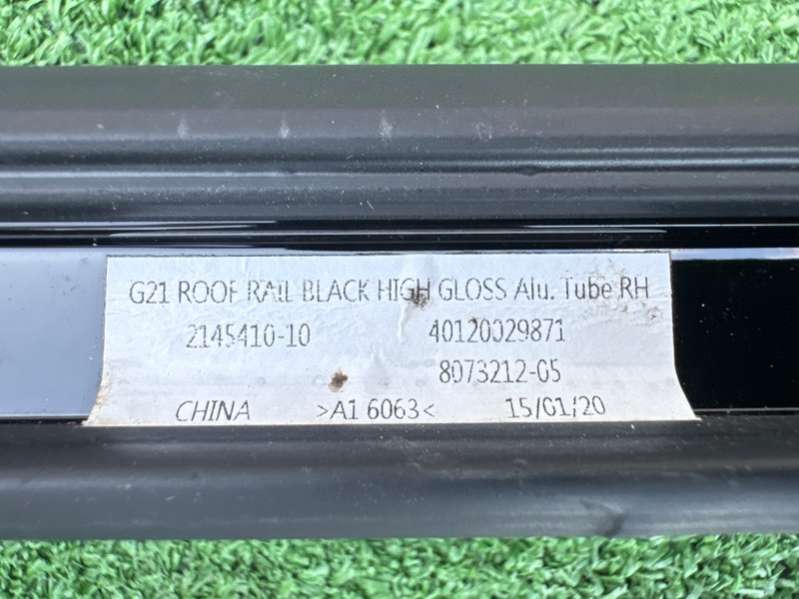 G21 ROOF RAIL BLACK HIGH GLOSS Alu. Tube RH
2145410-10 40120029871
8073212-05
CHINA >A1 6063< 15/01/20